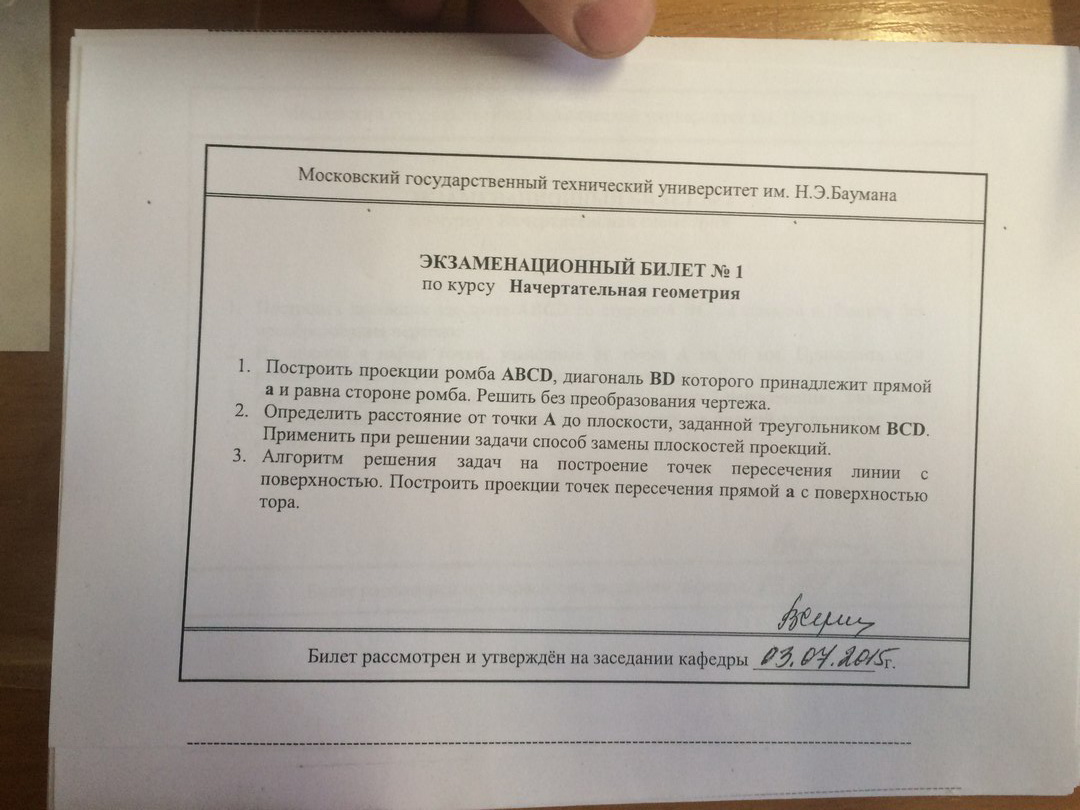 Московский государственный технический университет им. Н.Э.Баумана
ЭКЗАМЕНАЦИОННЫЙ БИЛЕТ № 1
по курсу Начертательная геометрия
1. Построить проекции ромба ABCD, диагональ BD которого принадлежит прямой
а и равна стороне ромба. Решить без преобразования чертежа.
2. Определить расстояние от точки А до плоскости, заданной треугольником BCD.
Применить при решении задачи способ замены плоскостей проекций.
3. Алгоритм решения задач на построение точек пересечения линии с
поверхностью. Построить проекции точек пересечения прямой а с поверхностью
тора.
Билет рассмотрен и утверждён на заседании кафедры 03.07.2015г.